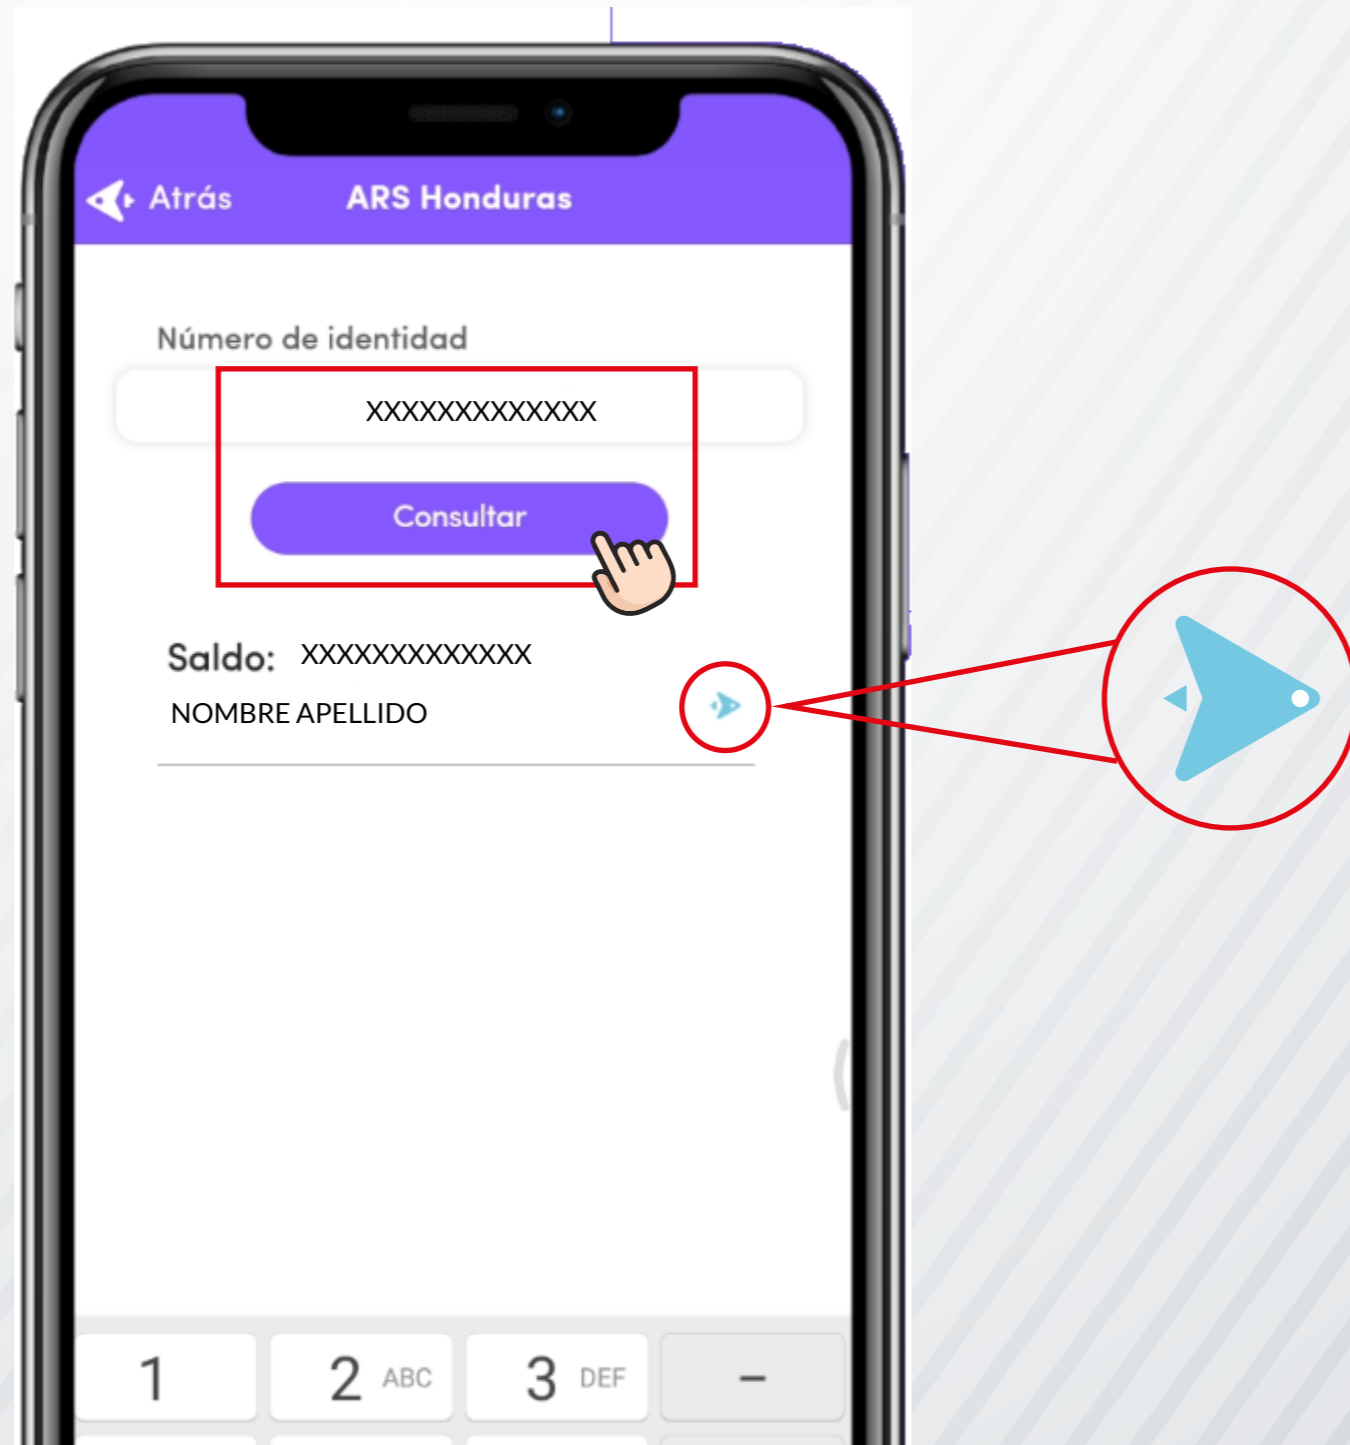 Atrás ARS Honduras
Número de identidad
XXXXXXXXXXXXX
Consultar
Saldo: XXXXXXXXXXXXX
NOMBRE APELLIDO
1 2 ABC 3 DEF –